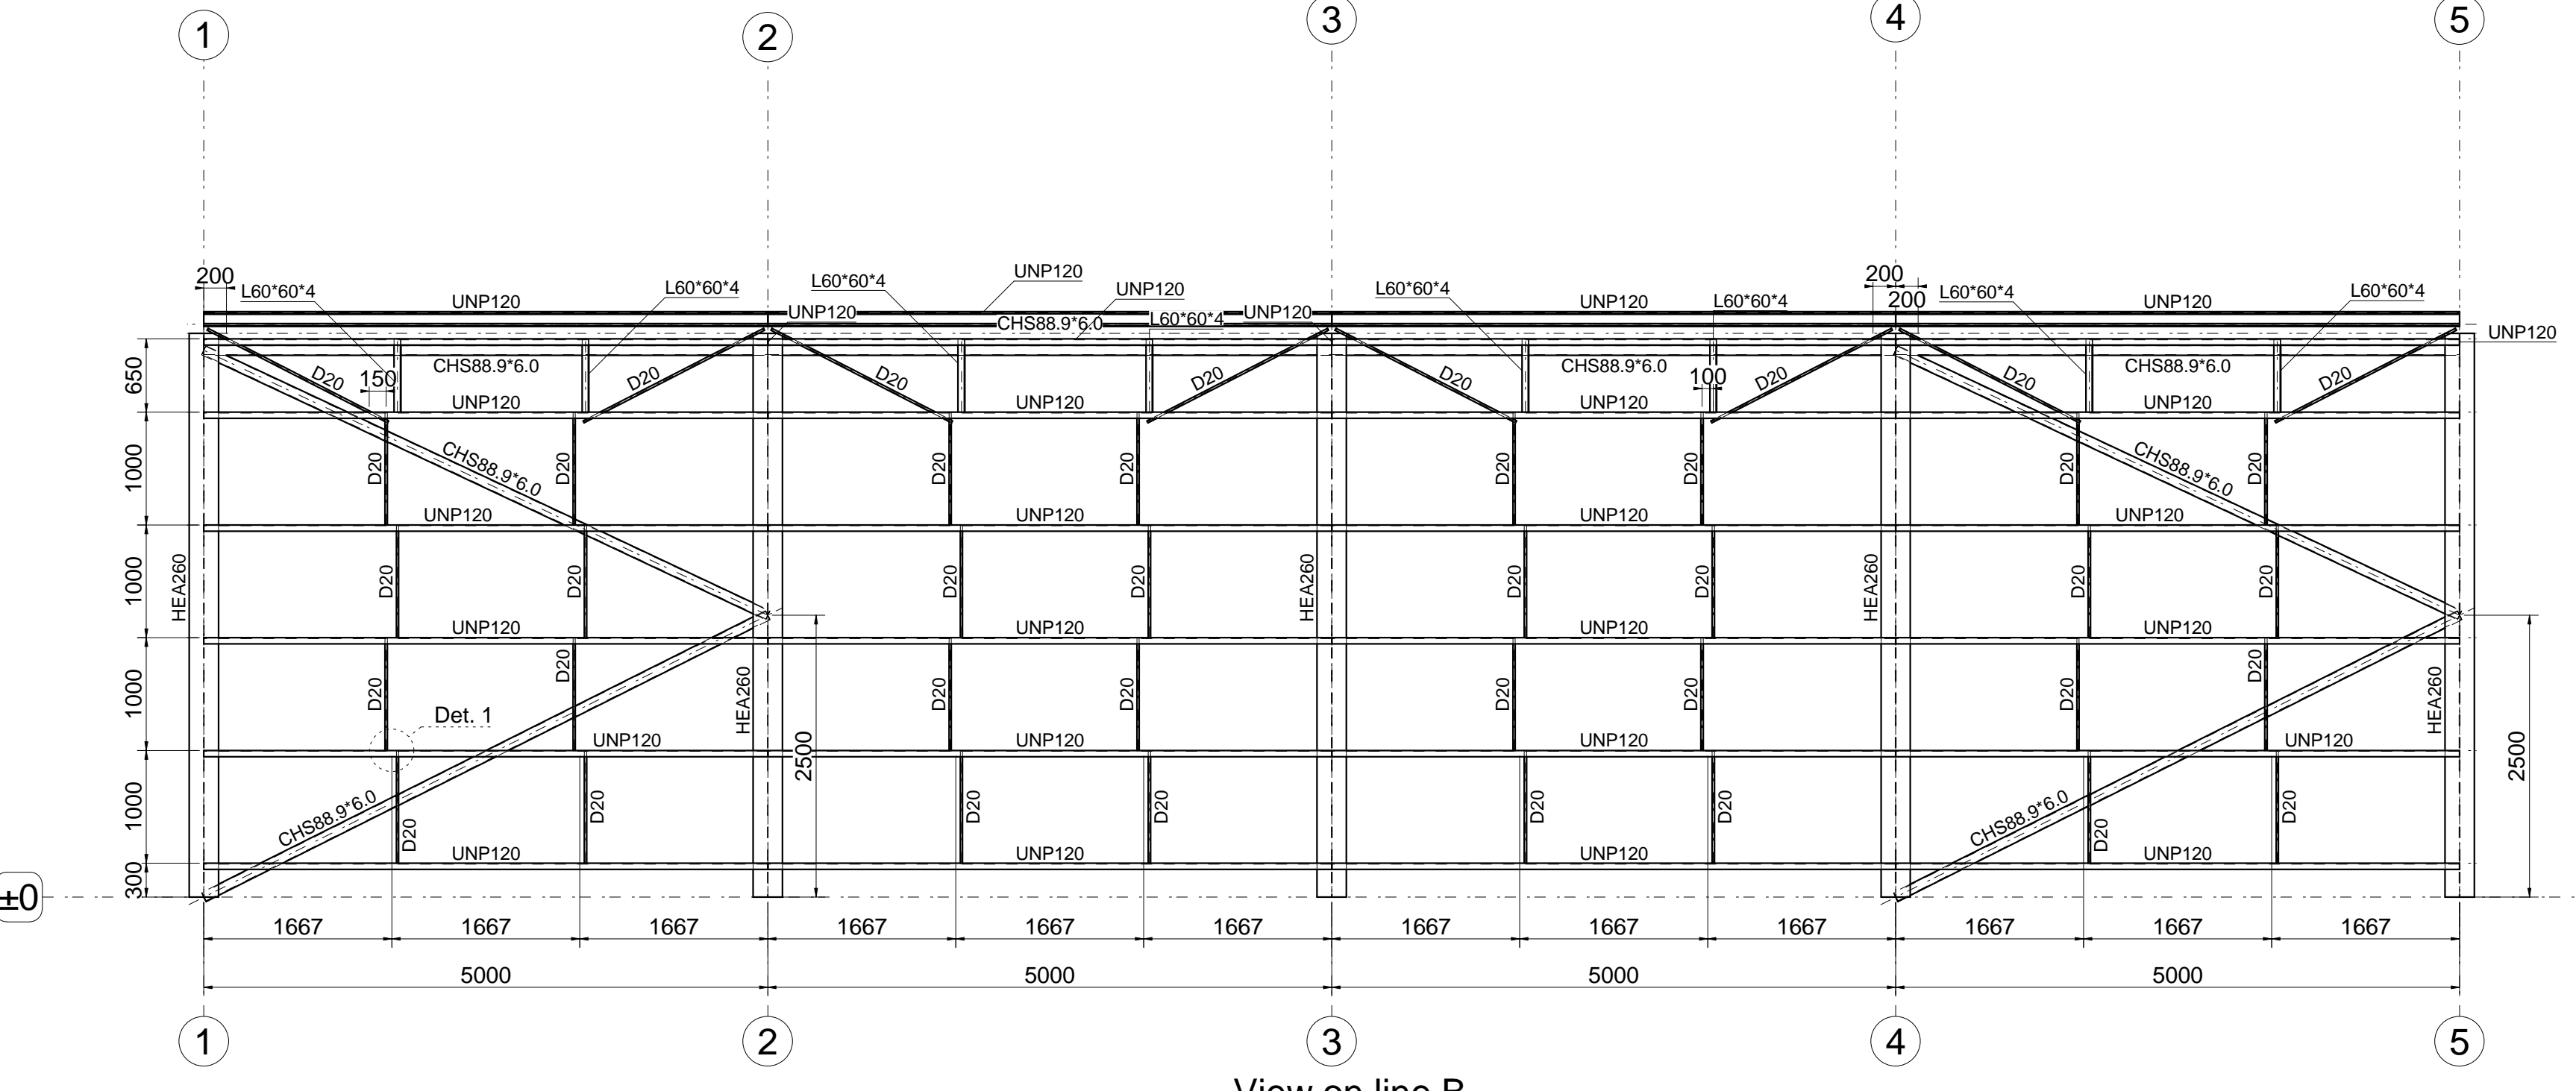 1 2 3 4 5
200 L60*60*4 UNP120 L60*60*4 L60*60*4 UNP120 UNP120 L60*60*4 UNP120 L60*60*4 200 200 L60*60*4 UNP120 L60*60*4
UNP120 CHS88.9*6.0 L60*60*4 UNP120 UNP120
650 D20 150 CHS88.9*6.0 D20 D20 D20 D20 CHS88.9*6.0 100 D20 D20 CHS88.9*6.0 D20
UNP120 UNP120 UNP120 UNP120
1000 D20 CHS88.9*6.0 D20 D20 D20 D20 D20 D20 CHS88.9*6.0 D20
UNP120 UNP120 UNP120 UNP120
1000 HEA260 D20 D20 D20 D20 HEA260 D20 D20 HEA260 D20 D20
UNP120 UNP120 UNP120 UNP120
1000 D20 D20 HEA260 D20 D20 D20 D20 D20 D20 HEA260
Det. 1
UNP120 2500 UNP120 UNP120 UNP120 2500
1000 CHS88.9*6.0 D20 D20 D20 D20 D20 D20 CHS88.9*6.0 D20 D20
UNP120 UNP120 UNP120 UNP120
300
±0
1667 1667 1667 1667 1667 1667 1667 1667 1667 1667 1667 1667
5000 5000 5000 5000
1 2 3 4 5
View on line B